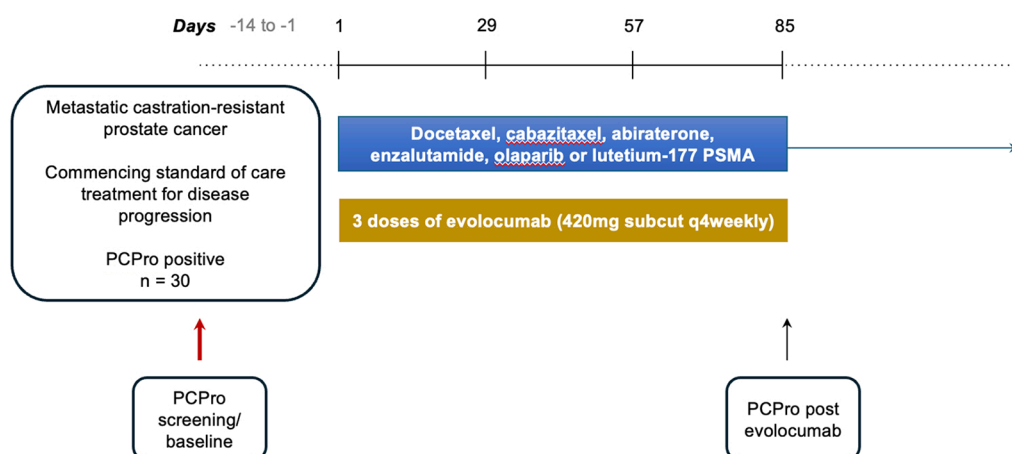 Days -14 to -1 1 29 57 85
Metastatic castration-resistant
prostate cancer
Commencing standard of care
treatment for disease
progression
PCPro positive
n = 30
Docetaxel, cabazitaxel, abiraterone,
enzalutamide, olaparib or lutetium-177 PSMA
3 doses of evolocumab (420mg subcut q4weekly)
PCPro
screening/
baseline
PCPro post
evolocumab